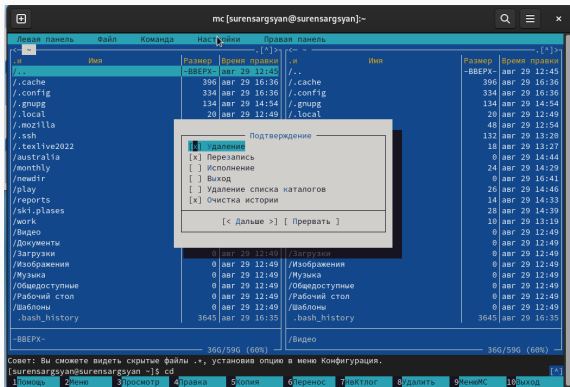 mc [surensargsyan@surensargsyan]:~
Левая панель Файл Команда Настройки Правая панель
<- ~ .[^]> <- ~ .[^]>
.и Имя Размер Время правки .и Имя Размер Время правки
/.. -ВВЕРХ- авг 29 12:45 /.. -ВВЕРХ- авг 29 12:45
/.cache 396 авг 29 16:36 /.cache 396 авг 29 16:36
/.config 334 авг 29 16:36 /.config 334 авг 29 16:36
/.gnupg 134 авг 29 14:54 /.gnupg 134 авг 29 14:54
/.local 20 авг 29 12:49 /.local 20 авг 29 12:49
/.mozilla 48 авг 29 12:54
/.ssh Подтверждение 132 авг 29 13:20
/.texlive2022 [x] Удаление 18 авг 29 13:27
/australia [x] Перезапись 0 авг 29 14:44
/monthly [ ] Исполнение 24 авг 29 14:29
/newdir [ ] Выход 0 авг 29 16:41
/play [ ] Удаление списка каталогов 26 авг 29 14:46
/reports [x] Очистка истории 14 авг 29 14:33
/ski.plases 28 авг 29 14:39
/work [< Дальше >] [ Прервать ] 10 авг 29 13:19
/Видео 0 авг 29 12:49
/Документы 0 авг 29 12:49
/Загрузки 0 авг 29 12:49 /Загрузки 0 авг 29 12:49
/Изображения 0 авг 29 12:49 /Изображения 0 авг 29 12:49
/Музыка 0 авг 29 12:49 /Музыка 0 авг 29 12:49
/Общедоступные 0 авг 29 12:49 /Общедоступные 0 авг 29 12:49
/Рабочий стол 0 авг 29 12:49 /Рабочий стол 0 авг 29 12:49
/Шаблоны 0 авг 29 12:49 /Шаблоны 0 авг 29 12:49
.bash_history 3645 авг 29 16:35 .bash_history 3645 авг 29 16:35
-ВВЕРХ- /Видео
36G/59G (60%) 36G/59G (60%)
Совет: Вы сможете видеть скрытые файлы .*, установив опцию в меню Конфигурация.
[surensargsyan@surensargsyan ~]$ cd [^]
1Помощь 2Меню 3Просмотр 4Правка 5Копия 6Перенос 7НвКтлог 8Удалить 9МенюMC 10Выход